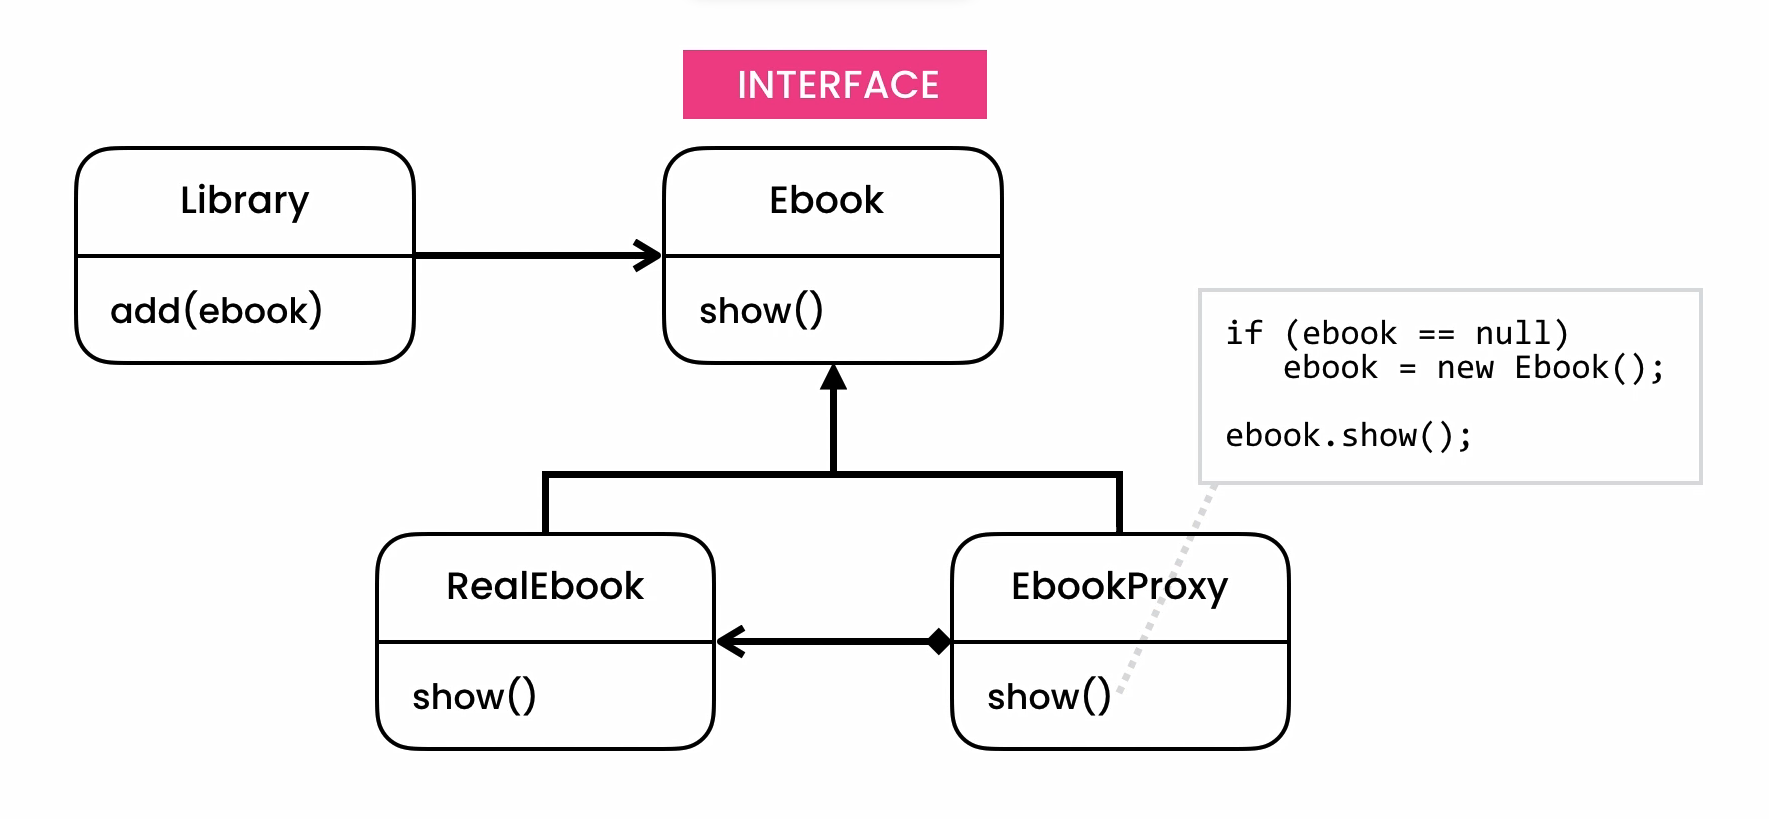 INTERFACE
Library
add(ebook)
Ebook
show()
if (ebook == null)
   ebook = new Ebook();
ebook.show();
RealEbook
show()
EbookProxy
show()